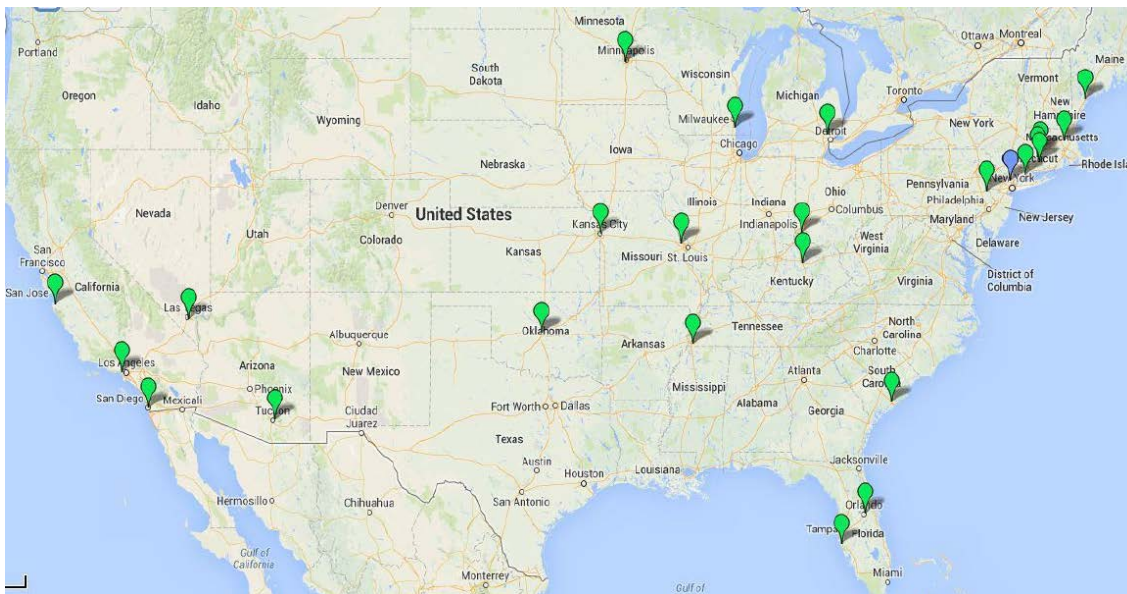 Minnesota
Ottawa
Montreal
Portland
Minneapolis
Maine
South
Dakota
Wisconsin
Vermont
Oregon
Idaho
Michigan
Toronto
New
Hampshire
Wyoming
Milwaukee
Detroit
New York
Massachusetts
Chicago
Iowa
Rhode Isla
Nebraska
Pennsylvania
New York
Nevada
Illinois
Indiana
Ohio
Columbus
Philadelphia
Denver
United States
Kansas City
Indianapolis
Maryland
New Jersey
Utah
Colorado
West
Virginia
Delaware
San
Francisco
Kansas
Missouri
St. Louis
District of
Columbia
San Jose
California
Kentucky
Virginia
Las Vegas
Oklahoma
Tennessee
North
Carolina
Albuquerque
Arkansas
Charlotte
Los Angeles
Arizona
New Mexico
Atlanta
South
Carolina
Phoenix
Mississippi
San Diego
Mexicali
Tucson
Ciudad
Juarez
Fort Worth
Dallas
Alabama
Georgia
Texas
Jacksonville
Austin
Houston
Louisiana
Hermosillo
Chihuahua
San Antonio
Orlando
Tampa
Florida
Gulf of
California
Monterrey
Miami
Gulf of